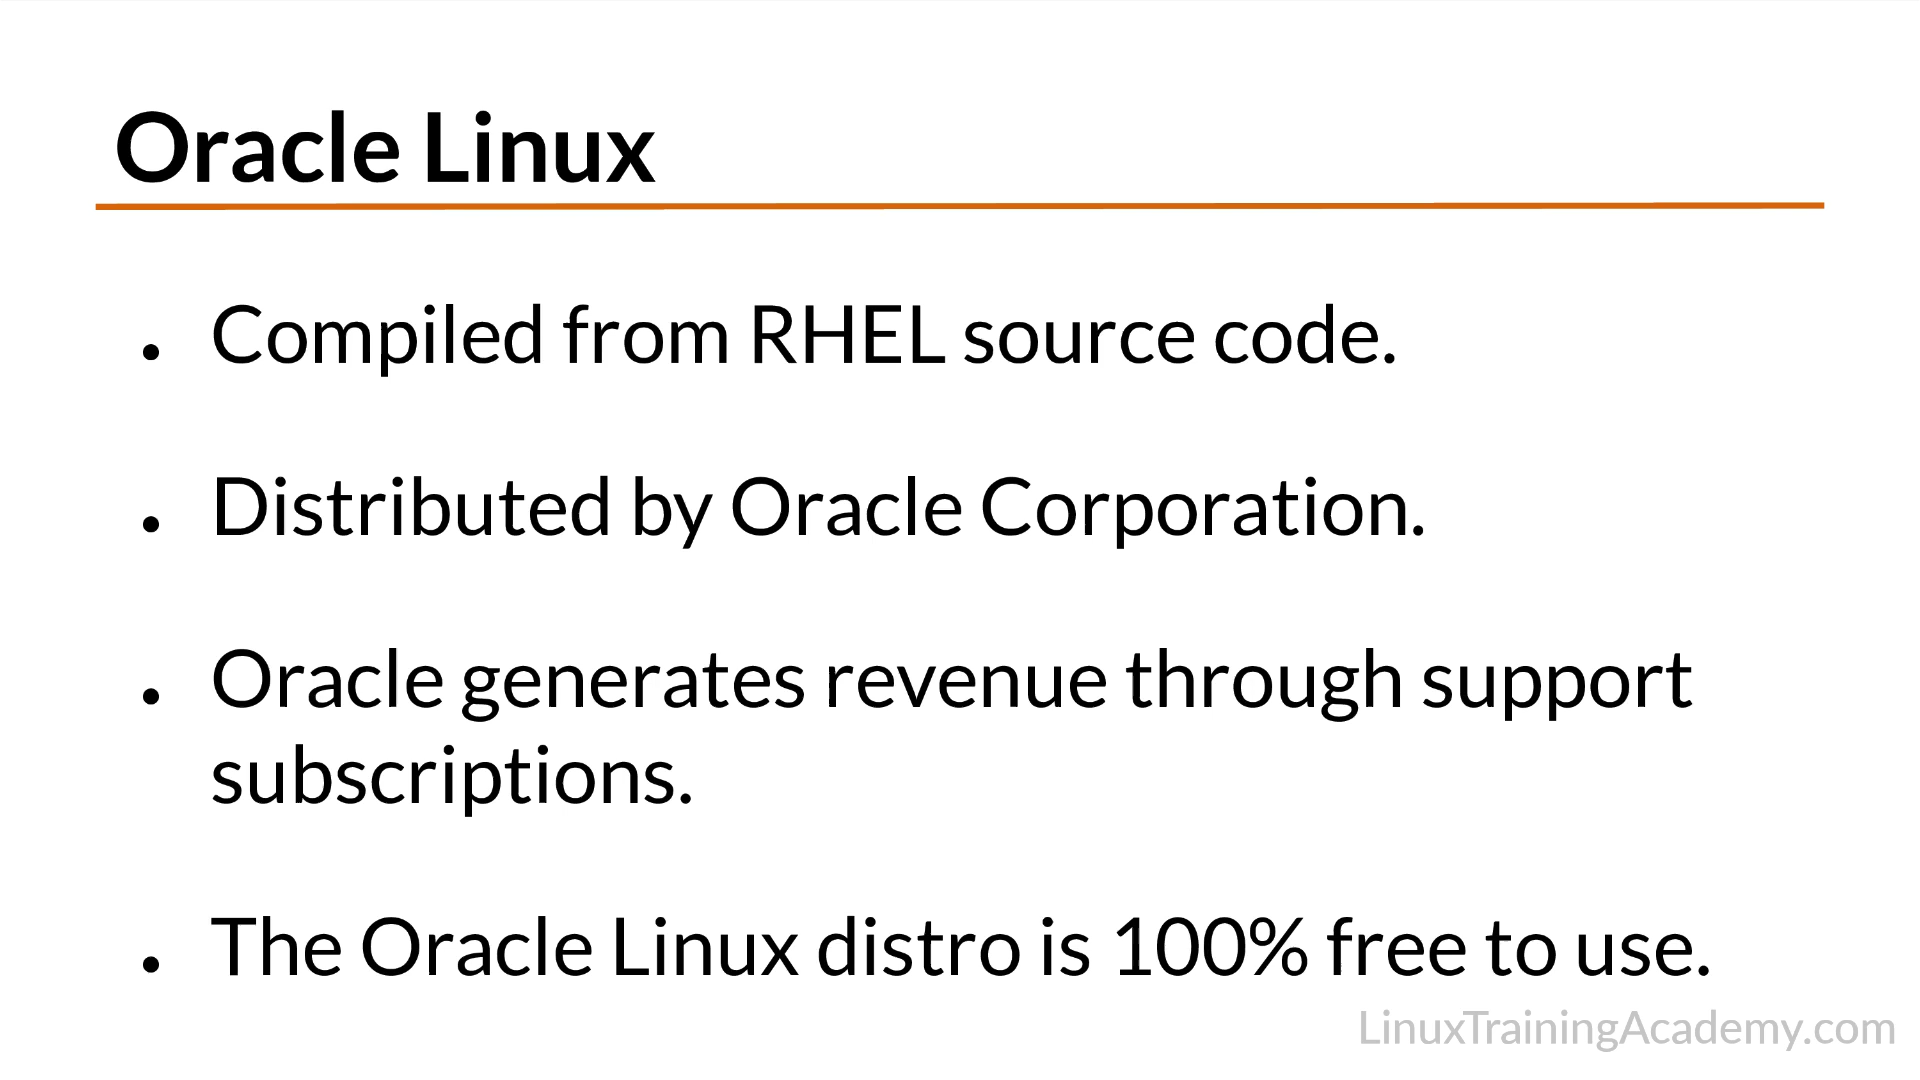 Oracle Linux
• Compiled from RHEL source code.
• Distributed by Oracle Corporation.
• Oracle generates revenue through support
subscriptions.
• The Oracle Linux distro is 100% free to use.
LinuxTrainingAcademy.com